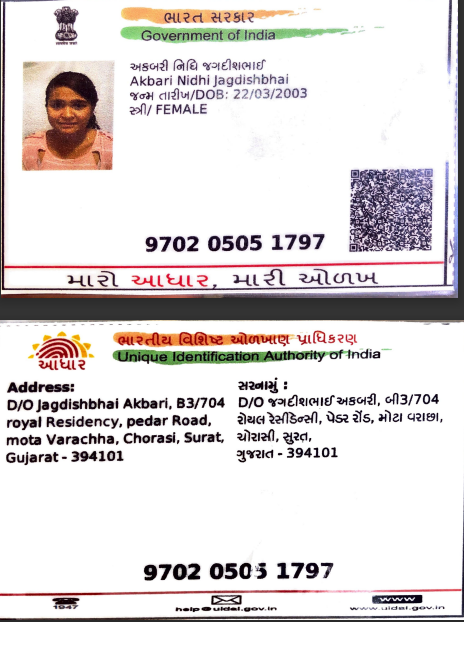 ભારત સરકાર
Government of India
અકબરી નિધિ જગદીશભાઈ
Akbari Nidhi Jagdishbhai
જન્મ તારીખ/DOB: 22/03/2003
સ્ત્રી/ FEMALE
9702 0505 1797
મારો આધાર, મારી ઓળખ
ભારતીય વિશિષ્ટ ઓળખાણ પ્રાધિકરણ
Unique Identification Authority of India
આધાર
Address:
D/O Jagdishbhai Akbari, B3/704
royal Residency, pedar Road,
mota Varachha, Chorasi, Surat,
Gujarat - 394101
સરનામું :
D/O જગદીશભાઈ અકબરી, બી3/704
રોયલ રેસીડેન્સી, પેડર રોડ, મોટા વરાછા,
ચોરાસી, સુરત,
ગુજરાત - 394101
9702 0505 1797
1947
help@uidai.gov.in
www
www.uidai.gov.in